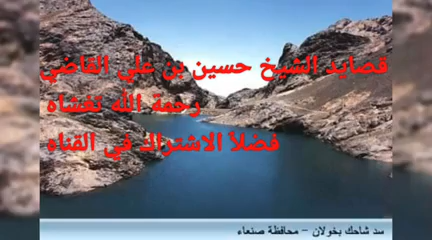 قصايد الشيخ حسين بن علي القاضي
رحمة الله تغشاه
فضلاً الاشتراك في القناه
سد شاحك بخولان – محافظة صنعاء